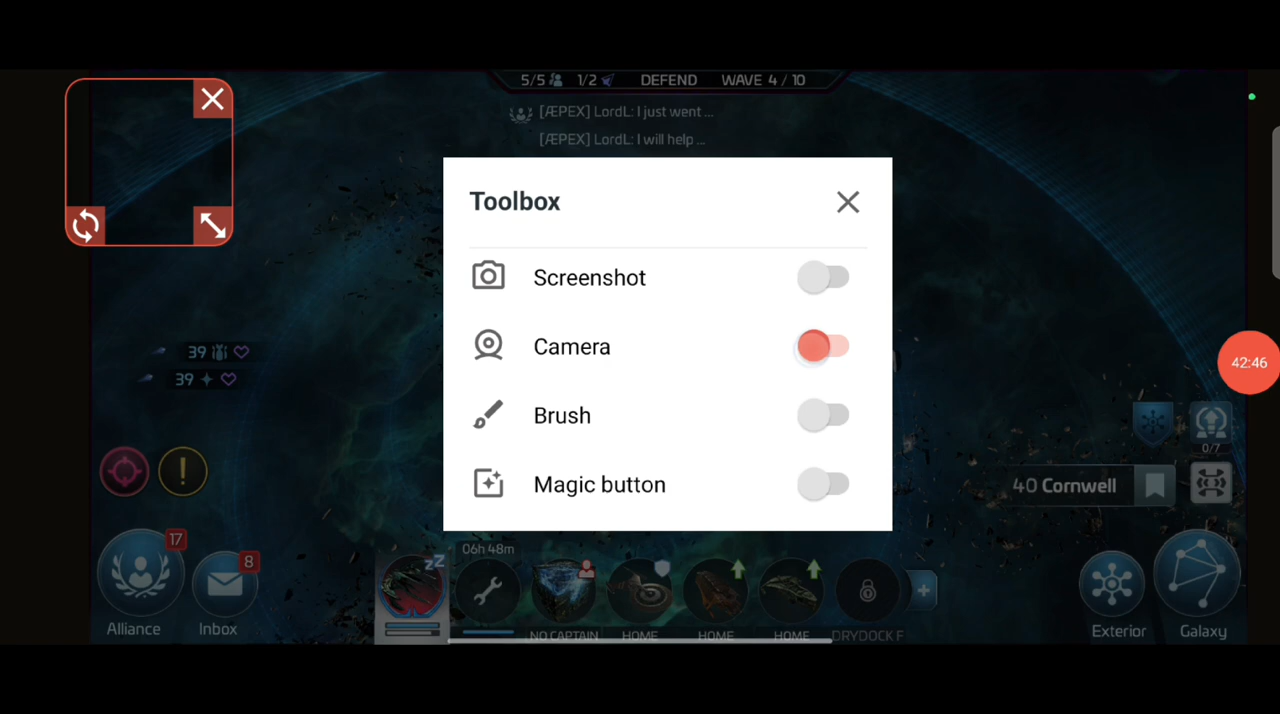 5/5 1/2 DEFEND WAVE 4 / 10
[ÆPEX] LordL: I just went ...
[ÆPEX] LordL: I will help ...
Toolbox
Screenshot
Camera
Brush
Magic button
39
39
42:46
0/7
40 Cornwell
17
8
06h 48m
zZ
Alliance
Inbox
NO CAPTAIN
HOME
HOME
HOME
DRYDOCK F
Exterior
Galaxy